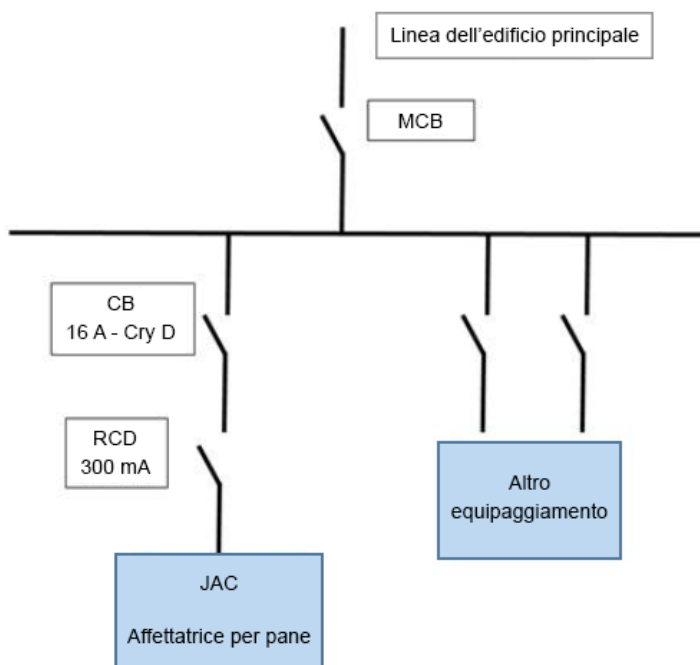 Linea dell'edificio principale
MCB
CB
16 A - Cry D
RCD
300 mA
Altro
equipaggiamento
JAC
Affettatrice per pane